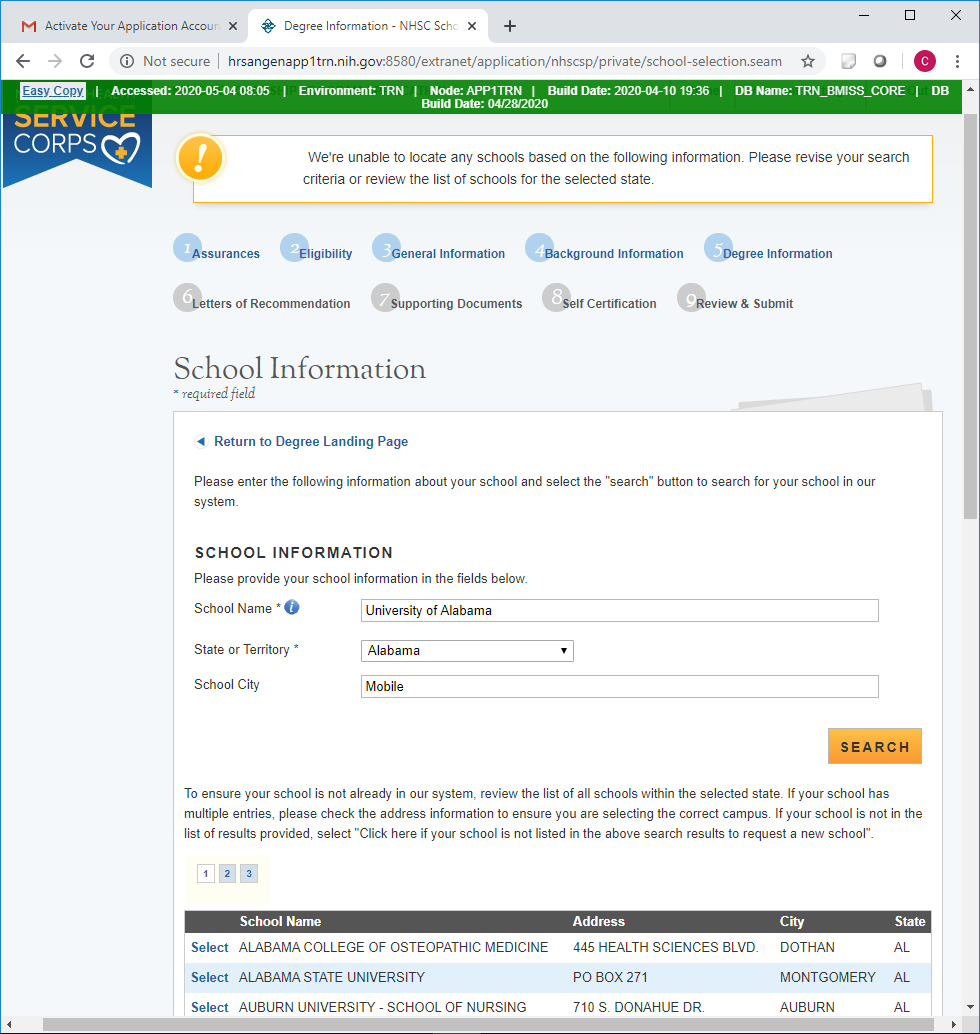 Activate Your Application Accoun
Degree Information - NHSC Scho
Not secure | hrsangenapp1trn.nih.gov:8580/extranet/application/nhscsp/private/school-selection.seam
C
Easy Copy | Accessed: 2020-05-04 08:05 | Environment: TRN | Node: APP1TRN | Build Date: 2020-04-10 19:36 | DB Name: TRN_BMISS_CORE | DB
Build Date: 04/28/2020
SERVICE
CORPS
We're unable to locate any schools based on the following information. Please revise your search
criteria or review the list of schools for the selected state.
1 Assurances 2 Eligibility 3 General Information 4 Background Information 5 Degree Information
6 Letters of Recommendation 7 Supporting Documents 8 Self Certification 9 Review & Submit
School Information
* required field
Return to Degree Landing Page
Please enter the following information about your school and select the "search" button to search for your school in our
system.
SCHOOL INFORMATION
Please provide your school information in the fields below.
School Name * i University of Alabama
State or Territory * Alabama
School City Mobile
SEARCH
To ensure your school is not already in our system, review the list of all schools within the selected state. If your school has
multiple entries, please check the address information to ensure you are selecting the correct campus. If your school is not in the
list of results provided, select "Click here if your school is not listed in the above search results to request a new school".
1 2 3
School Name Address City State
Select ALABAMA COLLEGE OF OSTEOPATHIC MEDICINE 445 HEALTH SCIENCES BLVD. DOTHAN AL
Select ALABAMA STATE UNIVERSITY PO BOX 271 MONTGOMERY AL
Select AUBURN UNIVERSITY - SCHOOL OF NURSING 710 S. DONAHUE DR. AUBURN AL